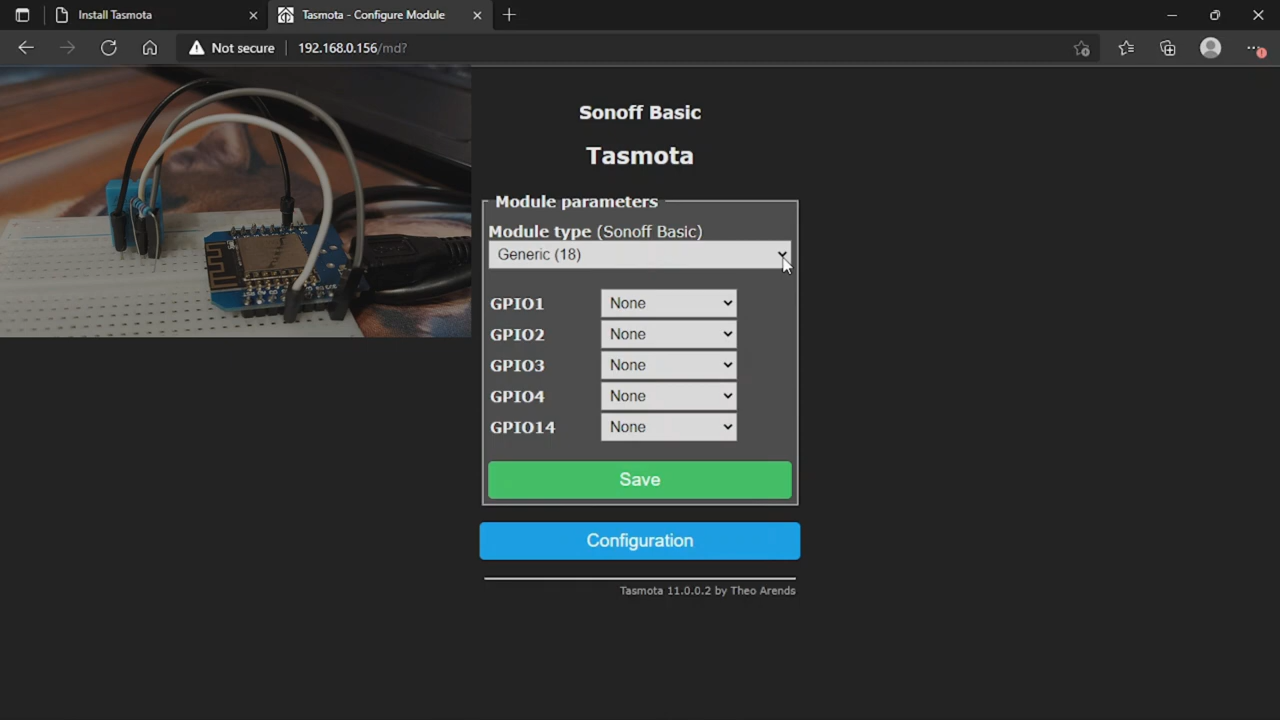 Install Tasmota
Tasmota - Configure Module
Not secure
192.168.0.156/md?
Sonoff Basic
Tasmota
Module parameters
Module type (Sonoff Basic)
Generic (18)
GPIO1 None
GPIO2 None
GPIO3 None
GPIO4 None
GPIO14 None
Save
Configuration
Tasmota 11.0.0.2 by Theo Arends